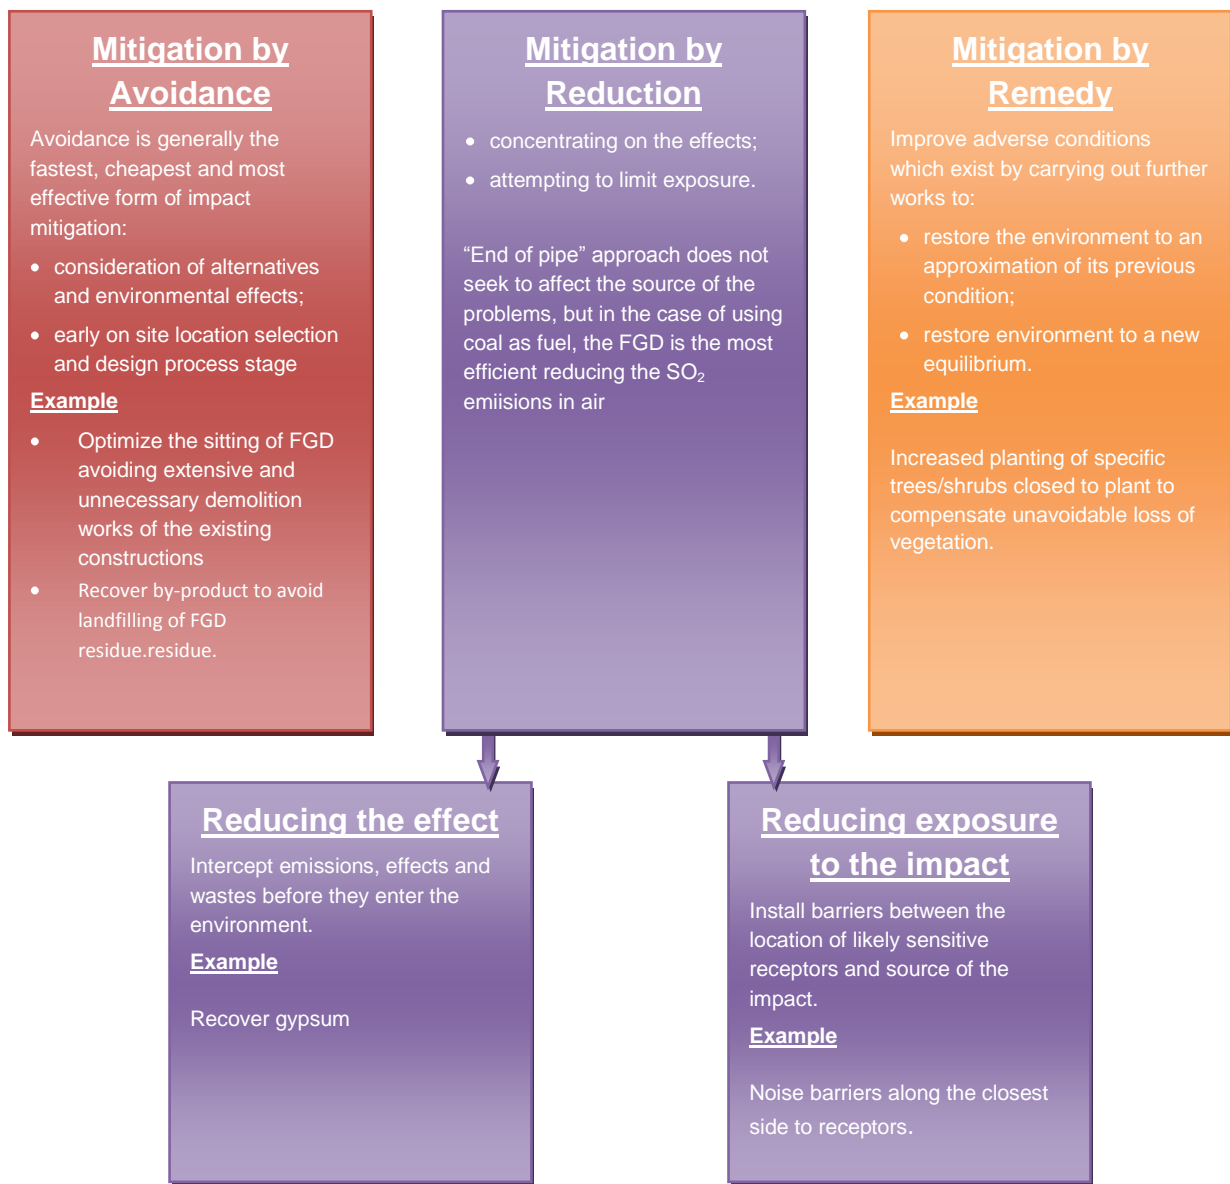 Mitigation by
Avoidance
Avoidance is generally the
fastest, cheapest and most
effective form of impact
mitigation:
• consideration of alternatives
and environmental effects;
• early on site location selection
and design process stage
Example
• Optimize the sitting of FGD
avoiding extensive and
unnecessary demolition
works of the existing
constructions
• Recover by-product to avoid
landfilling of FGD
residue.residue.
Mitigation by
Reduction
• concentrating on the effects;
• attempting to limit exposure.
“End of pipe” approach does not
seek to affect the source of the
problems, but in the case of using
coal as fuel, the FGD is the most
efficient reducing the SO₂
emiisions in air
Mitigation by
Remedy
Improve adverse conditions
which exist by carrying out further
works to:
• restore the environment to an
approximation of its previous
condition;
• restore environment to a new
equilibrium.
Example
Increased planting of specific
trees/shrubs closed to plant to
compensate unavoidable loss of
vegetation.
Reducing the effect
Intercept emissions, effects and
wastes before they enter the
environment.
Example
Recover gypsum
Reducing exposure
to the impact
Install barriers between the
location of likely sensitive
receptors and source of the
impact.
Example
Noise barriers along the closest
side to receptors.